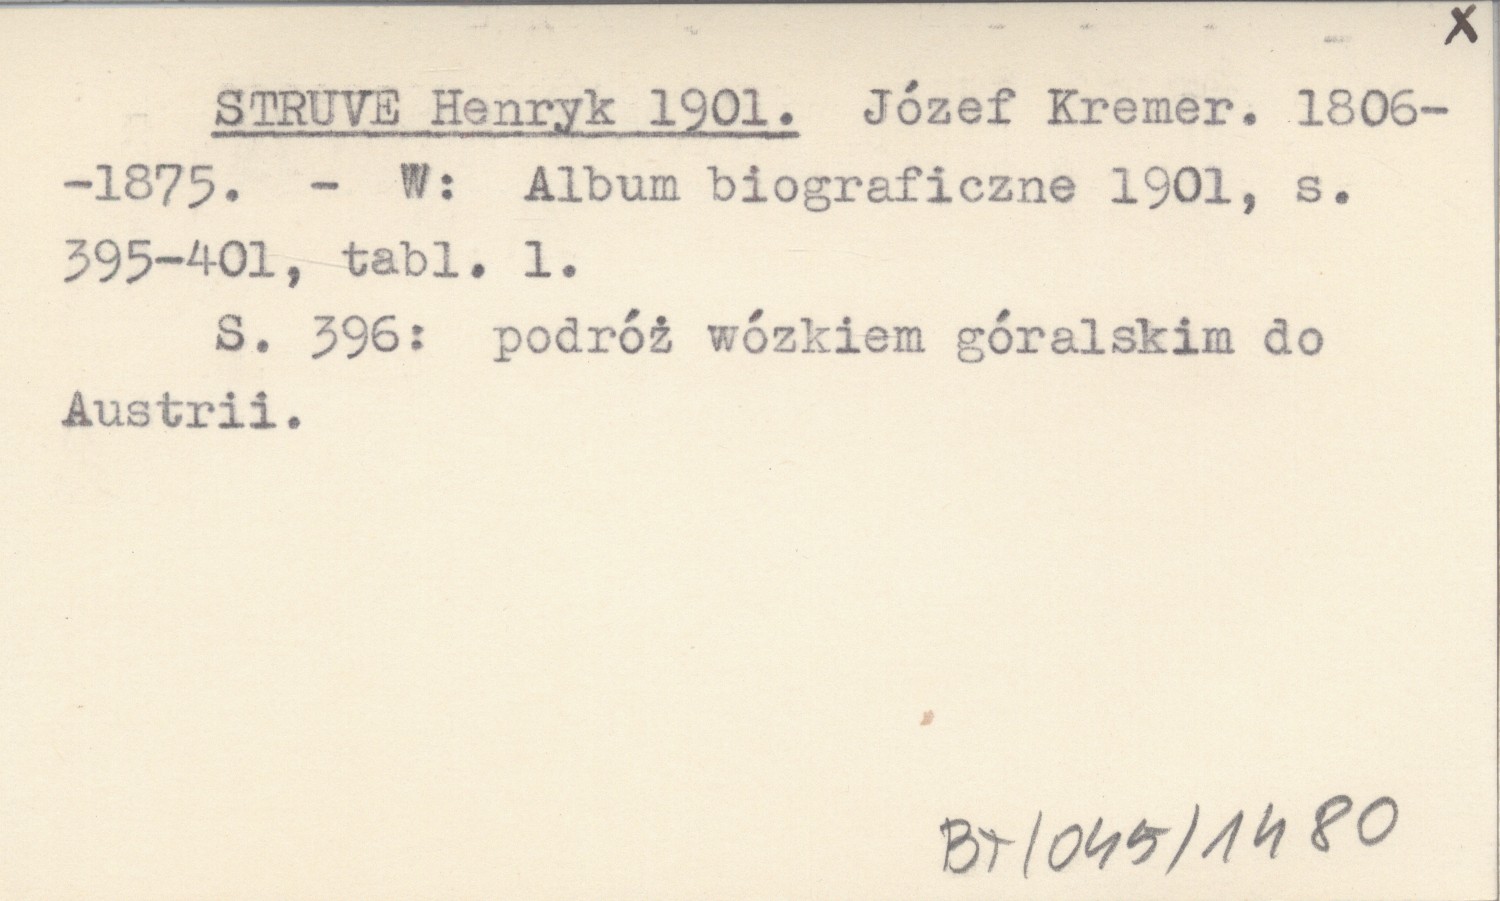 x
STRUVE Henryk 1901. Józef Kremer. 1806-
-1875. - W: Album biograficzne 1901, s.
395-401, tabl. 1.
S. 396: podróż wózkiem góralskim do
Austrii.
BT/045/1480